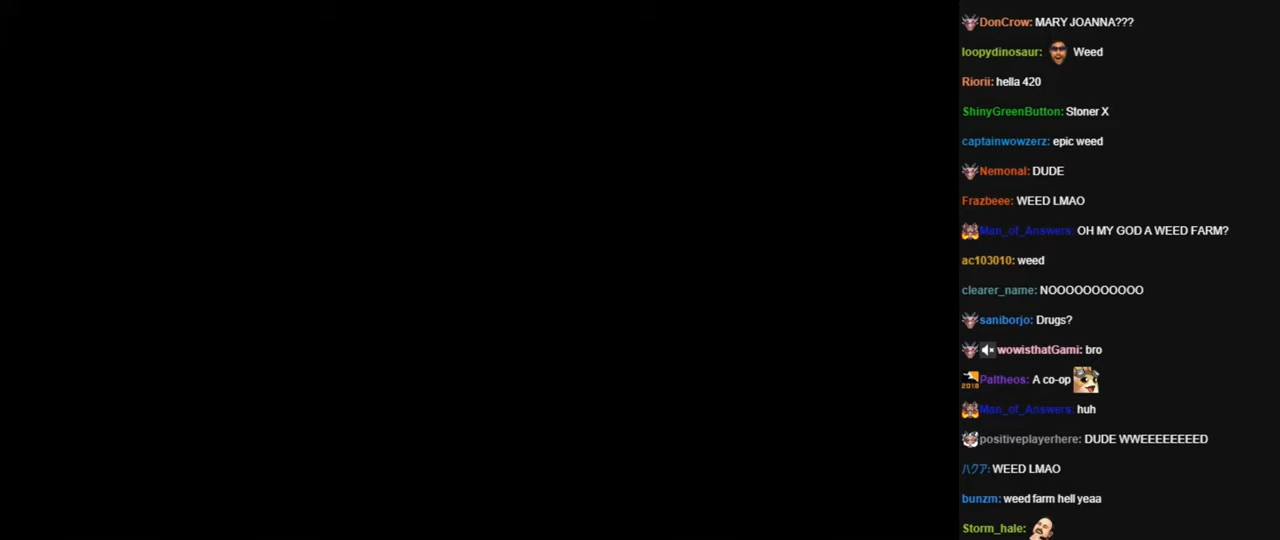 DonCrow: MARY JOANNA???
loopydinosaur: Weed
Riorii: hella 420
ShinyGreenButton: Stoner X
captainwowzerz: epic weed
Nemonal: DUDE
Frazbeee: WEED LMAO
Man_of_Answers: OH MY GOD A WEED FARM?
ac103010: weed
clearer_name: NOOOOOOOOOOO
saniborjo: Drugs?
wowisthatGami: bro
2018 Paltheos: A co-op
Man_of_Answers: huh
positiveplayerhere: DUDE WWEEEEEEEED
ハクア: WEED LMAO
bunzm: weed farm hell yeaa
Storm_hale: